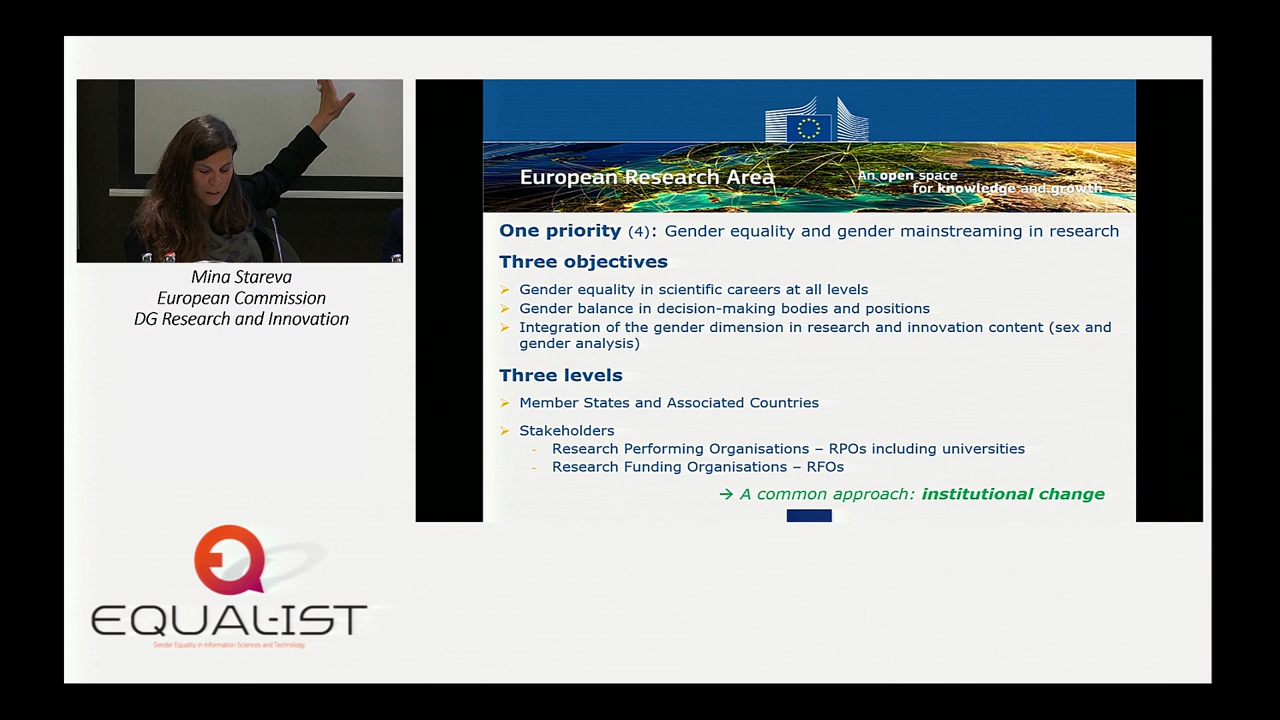 Mina Stareva
European Commission
DG Research and Innovation
EQUAL-IST
Gender Equality in Information Sciences and Technology
European Research Area
An open space
for knowledge and growth
One priority (4): Gender equality and gender mainstreaming in research
Three objectives
➢ Gender equality in scientific careers at all levels
➢ Gender balance in decision-making bodies and positions
➢ Integration of the gender dimension in research and innovation content (sex and
gender analysis)
Three levels
➢ Member States and Associated Countries
➢ Stakeholders
- Research Performing Organisations – RPOs including universities
- Research Funding Organisations – RFOs
→ A common approach: institutional change